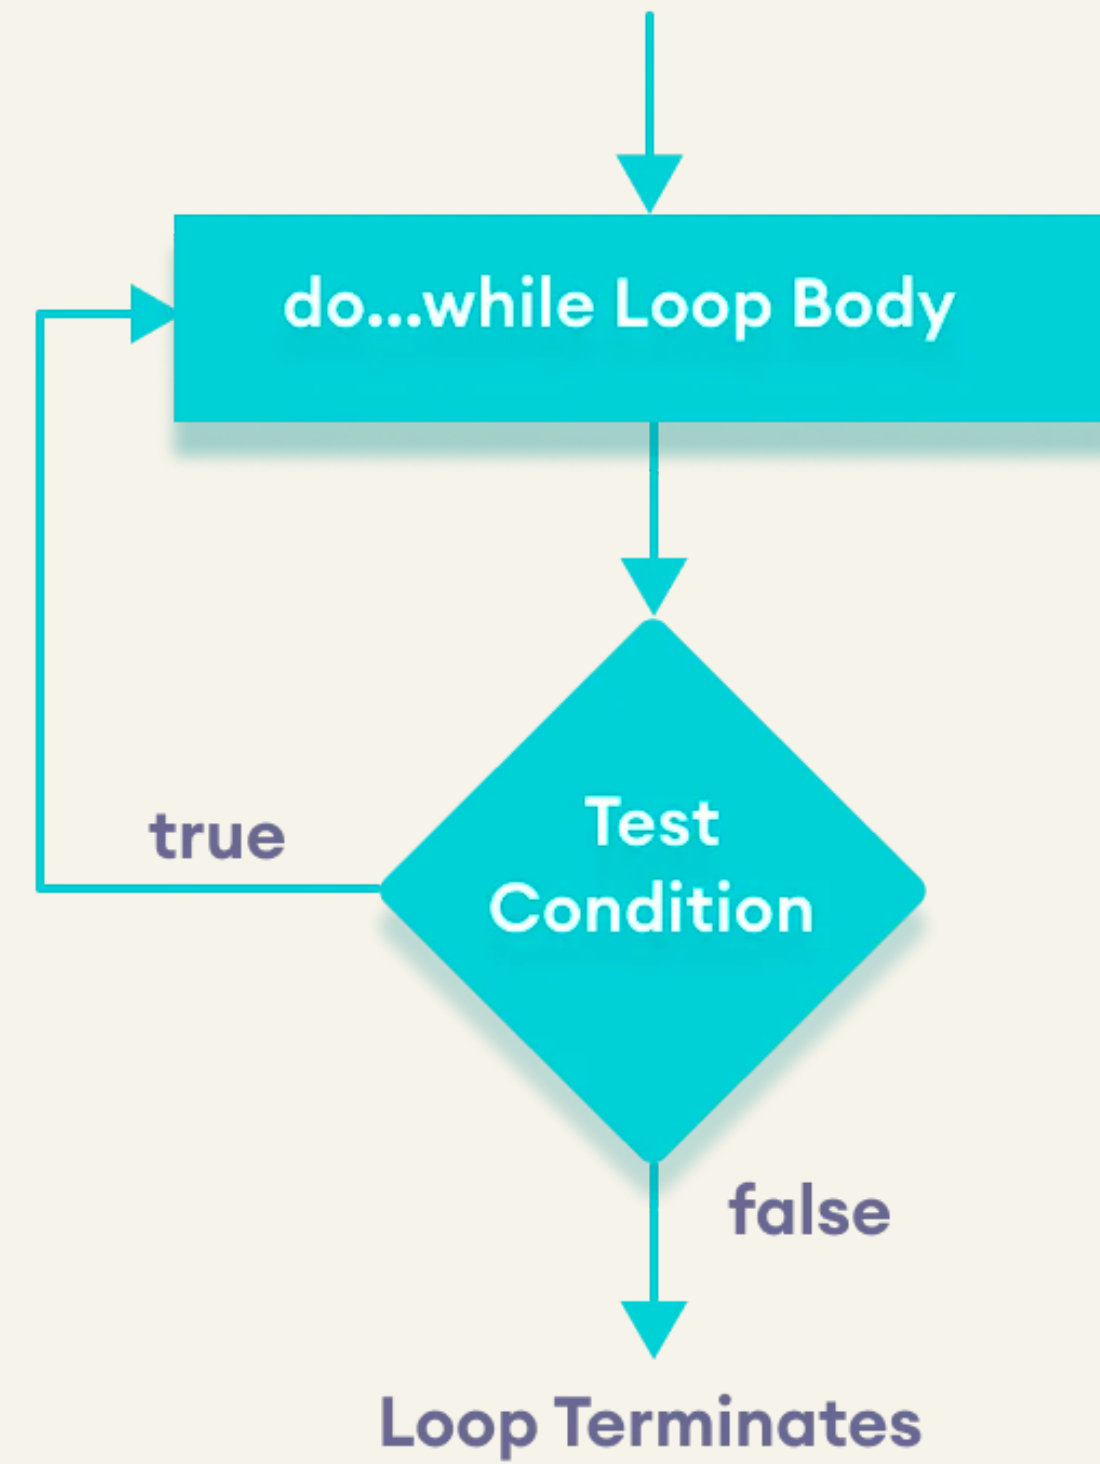 do...while Loop Body
Test
Condition
true
false
Loop Terminates